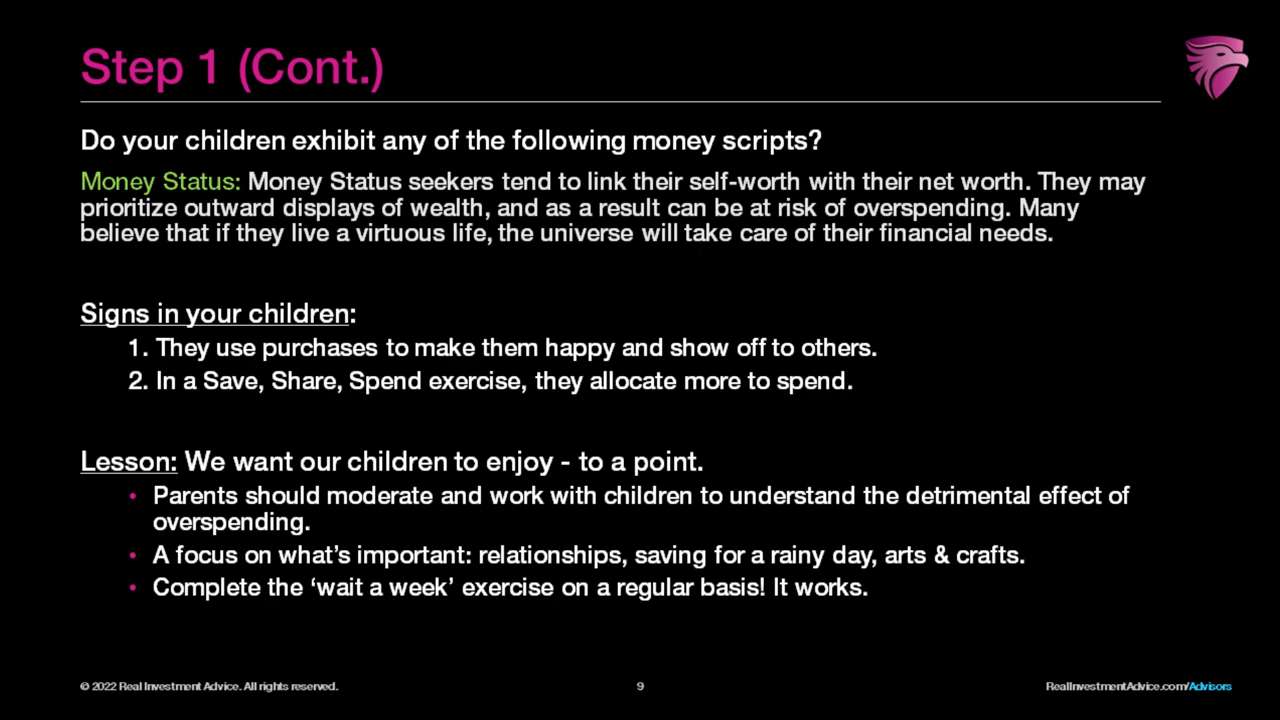 Step 1 (Cont.)
Do your children exhibit any of the following money scripts?
Money Status: Money Status seekers tend to link their self-worth with their net worth. They may
prioritize outward displays of wealth, and as a result can be at risk of overspending. Many
believe that if they live a virtuous life, the universe will take care of their financial needs.
Signs in your children:
1. They use purchases to make them happy and show off to others.
2. In a Save, Share, Spend exercise, they allocate more to spend.
Lesson: We want our children to enjoy - to a point.
• Parents should moderate and work with children to understand the detrimental effect of
overspending.
• A focus on what’s important: relationships, saving for a rainy day, arts & crafts.
• Complete the ‘wait a week’ exercise on a regular basis! It works.
© 2022 Real Investment Advice. All rights reserved.
9
RealInvestmentAdvice.com/Advisors